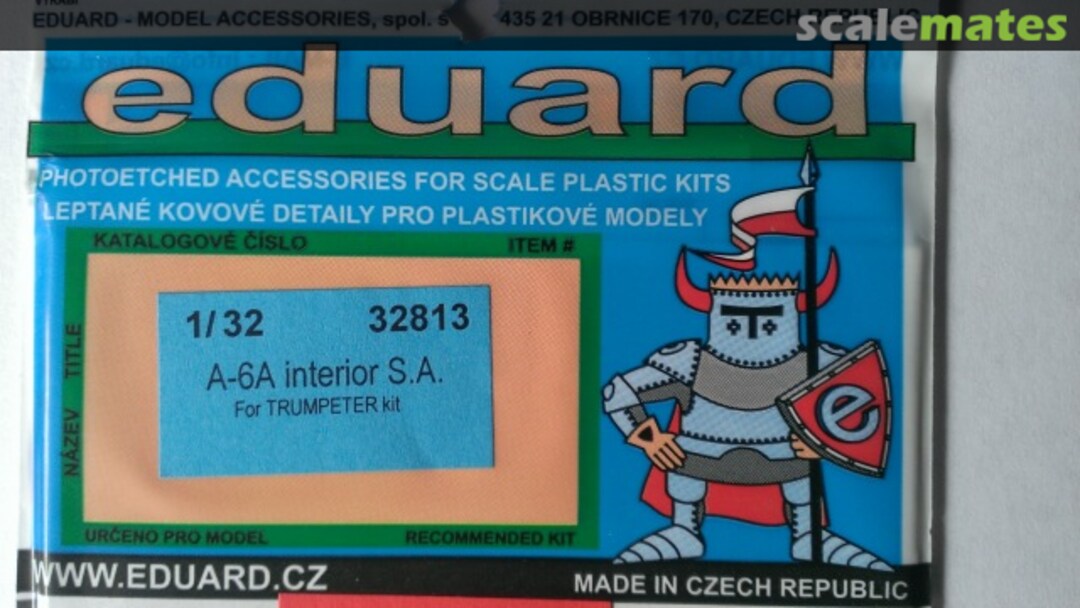 EDUARD - MODEL ACCESSORIES, spol. s 435 21 OBRNICE 170, CZECH REPUBLIC
scalemates
eduard
PHOTOETCHED ACCESSORIES FOR SCALE PLASTIC KITS
LEPTANÉ KOVOVÉ DETAILY PRO PLASTIKOVÉ MODELY
KATALOGOVÉ ČÍSLO ITEM #
NÁZEV TITLE
1/32 32813
A-6A interior S.A.
For TRUMPETER kit
e
URČENO PRO MODEL RECOMMENDED KIT
WWW.EDUARD.CZ MADE IN CZECH REPUBLIC